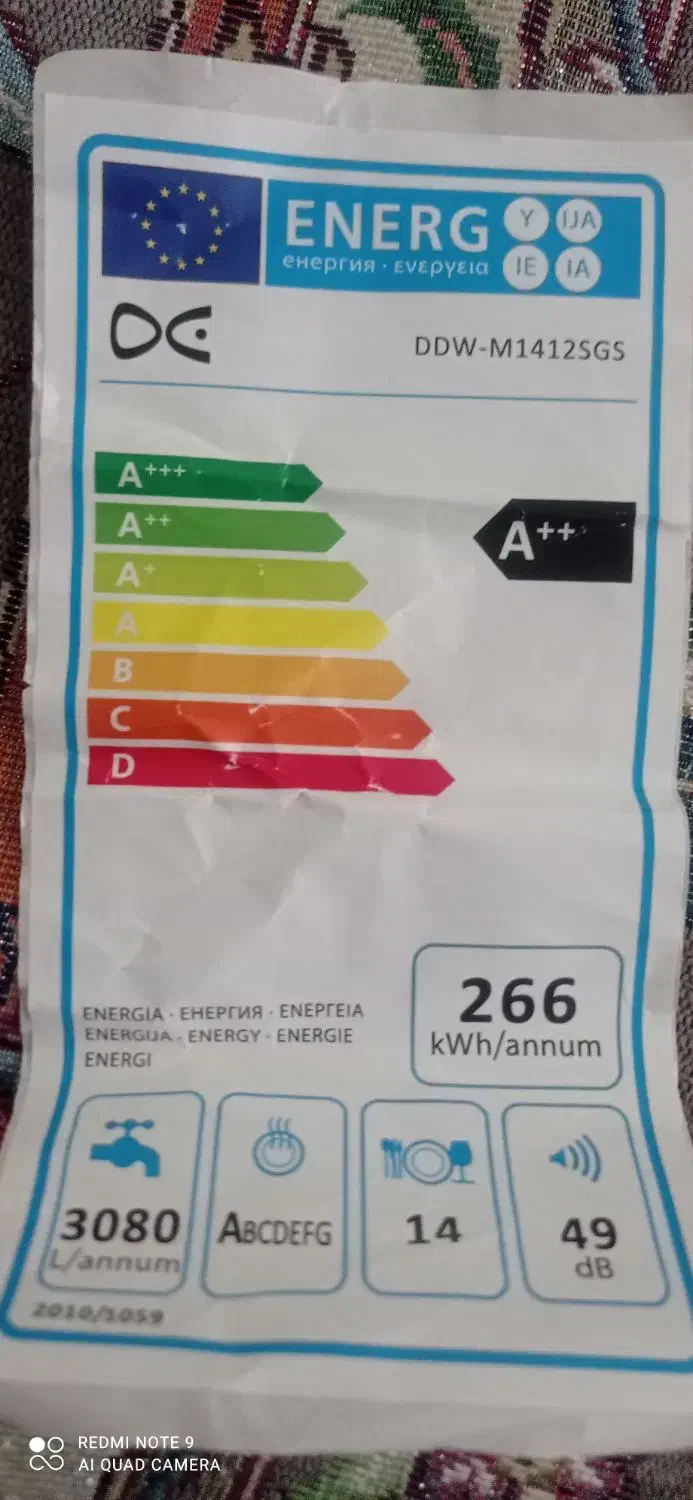 ENERG Y IJA
енергия · ενεργεια IE IA
DE
DDW-M1412SGS
A+++
A++
A++
A+
A
B
C
D
ENERGIA · ЕНЕРГИЯ · ΕΝΕΡΓΕΙΑ
ENERGIJA · ENERGY · ENERGIE
ENERGI
266
kWh/annum
3080
L/annum
ABCDEFG
14
49
dB
2010/1059
REDMI NOTE 9
AI QUAD CAMERA